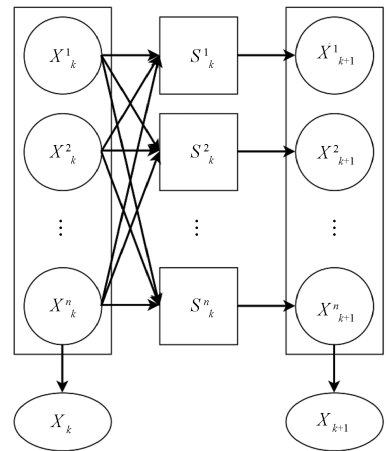 X¹ₖ S¹ₖ X¹ₖ₊₁
X²ₖ S²ₖ X²ₖ₊₁
⋮ ⋮ ⋮
Xⁿₖ Sⁿₖ Xⁿₖ₊₁
Xₖ Xₖ₊₁